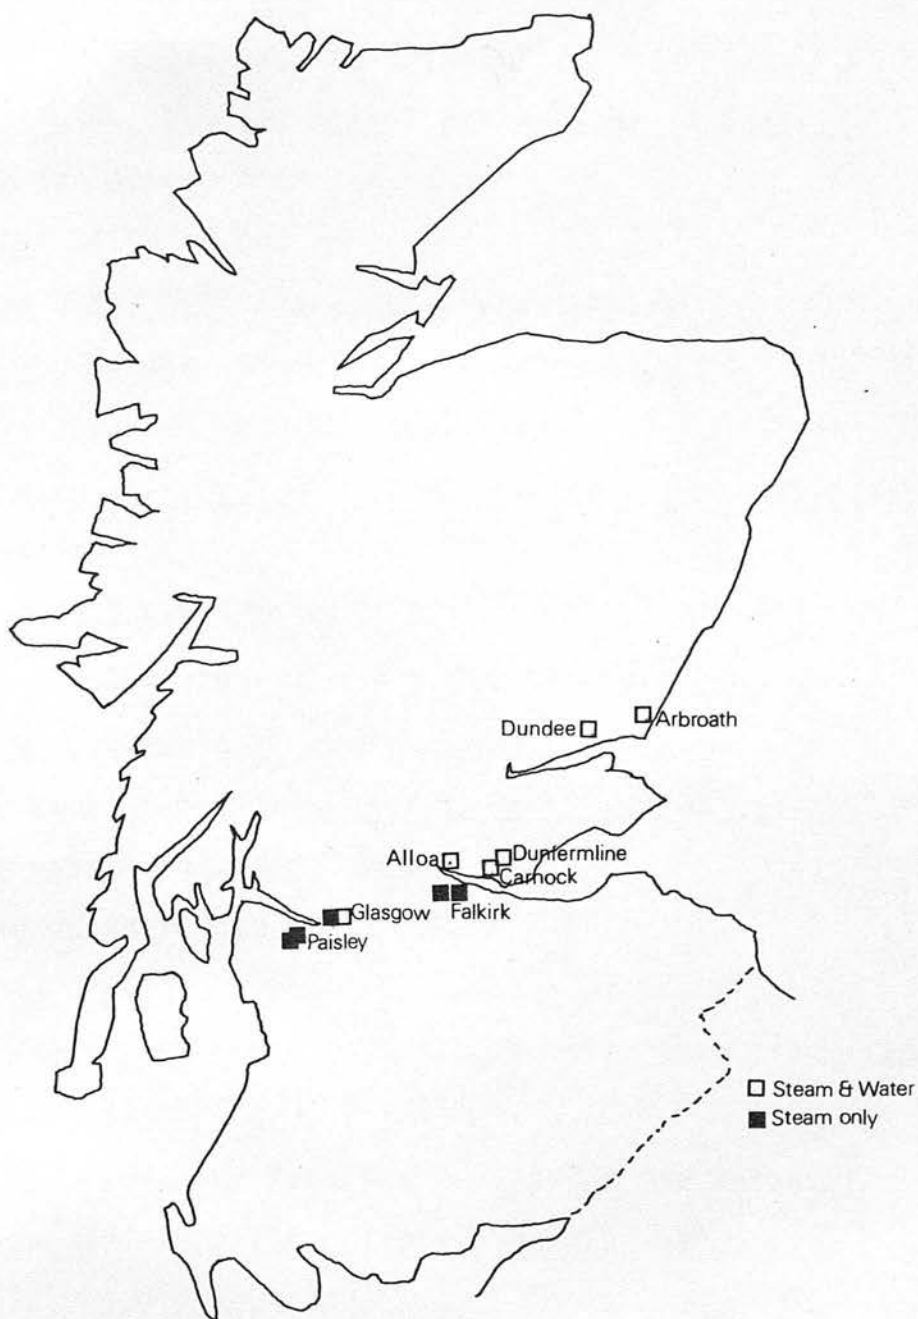 Dundee
Arbroath
Alloa
Dunfermline
Carnock
Falkirk
Glasgow
Paisley
Steam & Water
Steam only